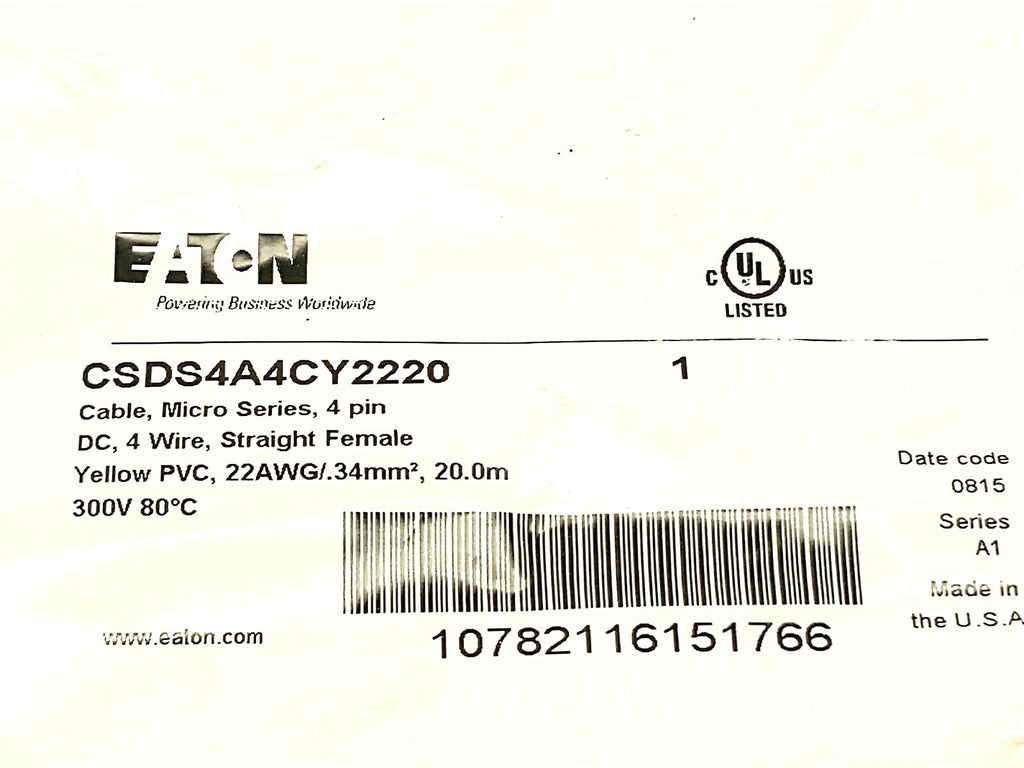 EATON
Powering Business Worldwide
C UL US
LISTED
CSDS4A4CY2220 1
Cable, Micro Series, 4 pin
DC, 4 Wire, Straight Female
Yellow PVC, 22AWG/.34mm², 20.0m
300V 80°C
Date code
0815
Series
A1
Made in
the U.S.A
www.eaton.com
10782116151766